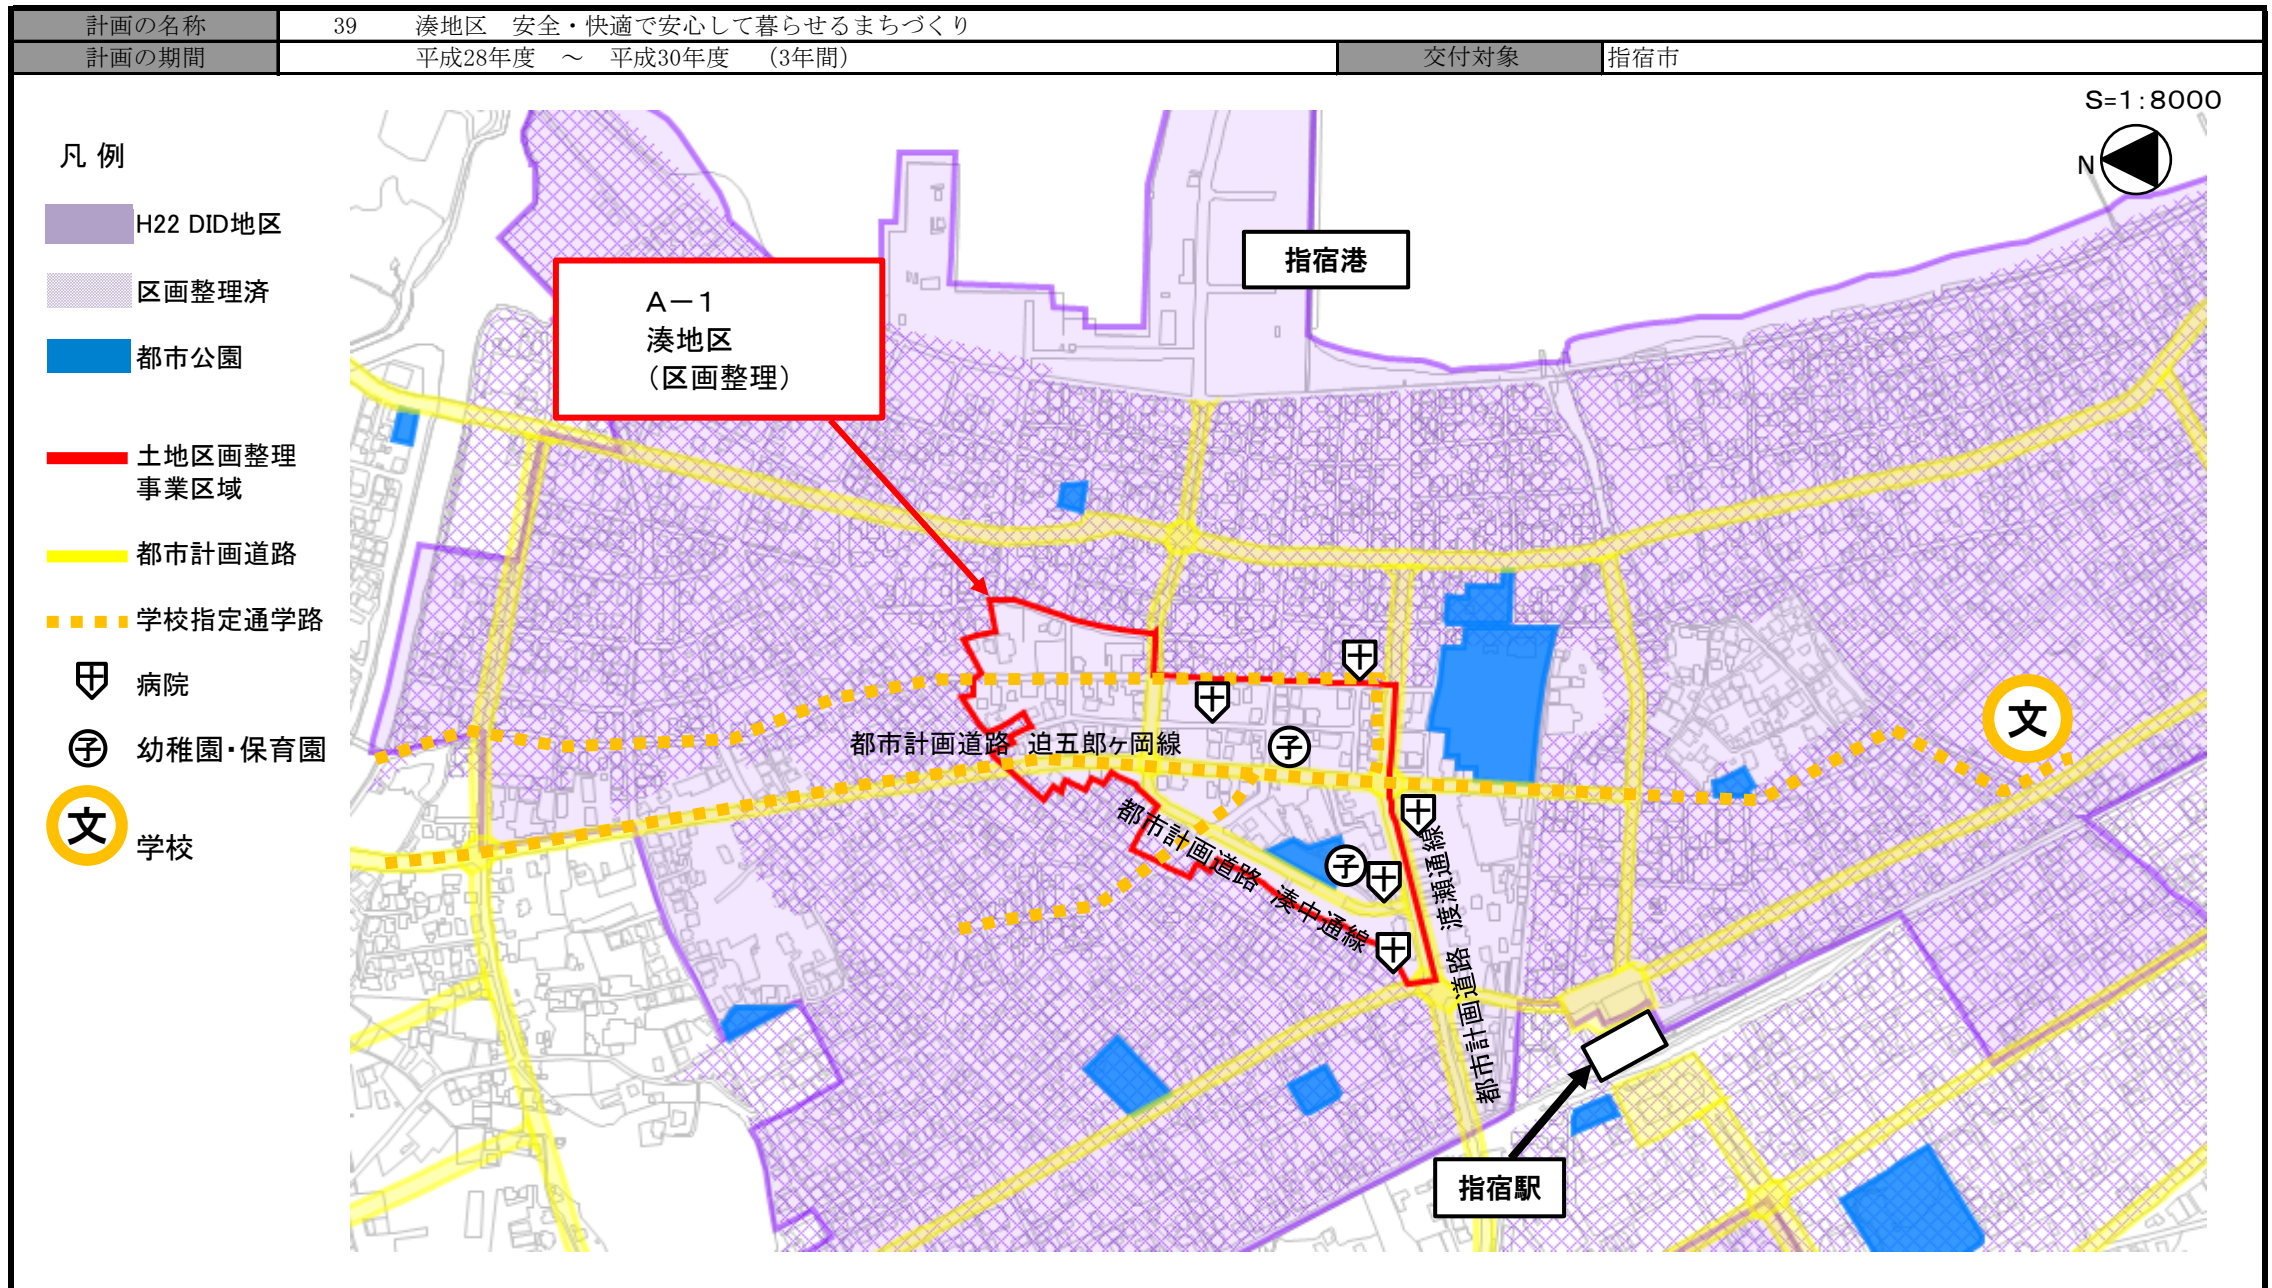 計画の名称 39 湊地区 安全・快適で安心して暮らせるまちづくり
計画の期間 平成28年度 ～ 平成30年度 （3年間） 交付対象 指宿市
S=1:8000
N
凡 例
H22 DID地区
区画整理済
都市公園
土地区画整理
事業区域
都市計画道路
学校指定通学路
病院
子 幼稚園・保育園
文 学校
指宿港
A－1
湊地区
（区画整理）
都市計画道路 迫五郎ヶ岡線
子
文
都市計画道路 湊中通線
子
都市計画道路 渡瀬通線
指宿駅